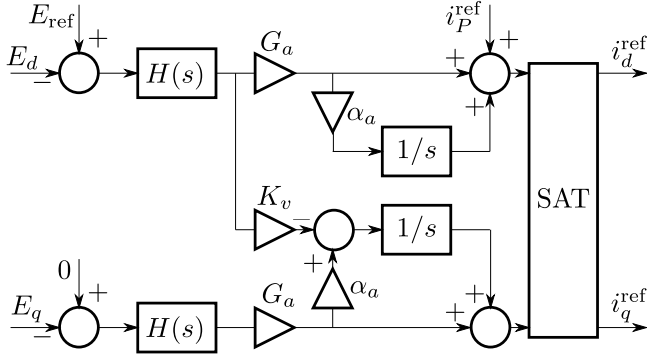 E_ref
i_P^ref
+
+
G_a
i_d^ref
E_d
+
−
H(s)
+
α_a
1/s
K_v
−
SAT
1/s
0
+
+
α_a
+
G_a
i_q^ref
E_q
+
−
H(s)